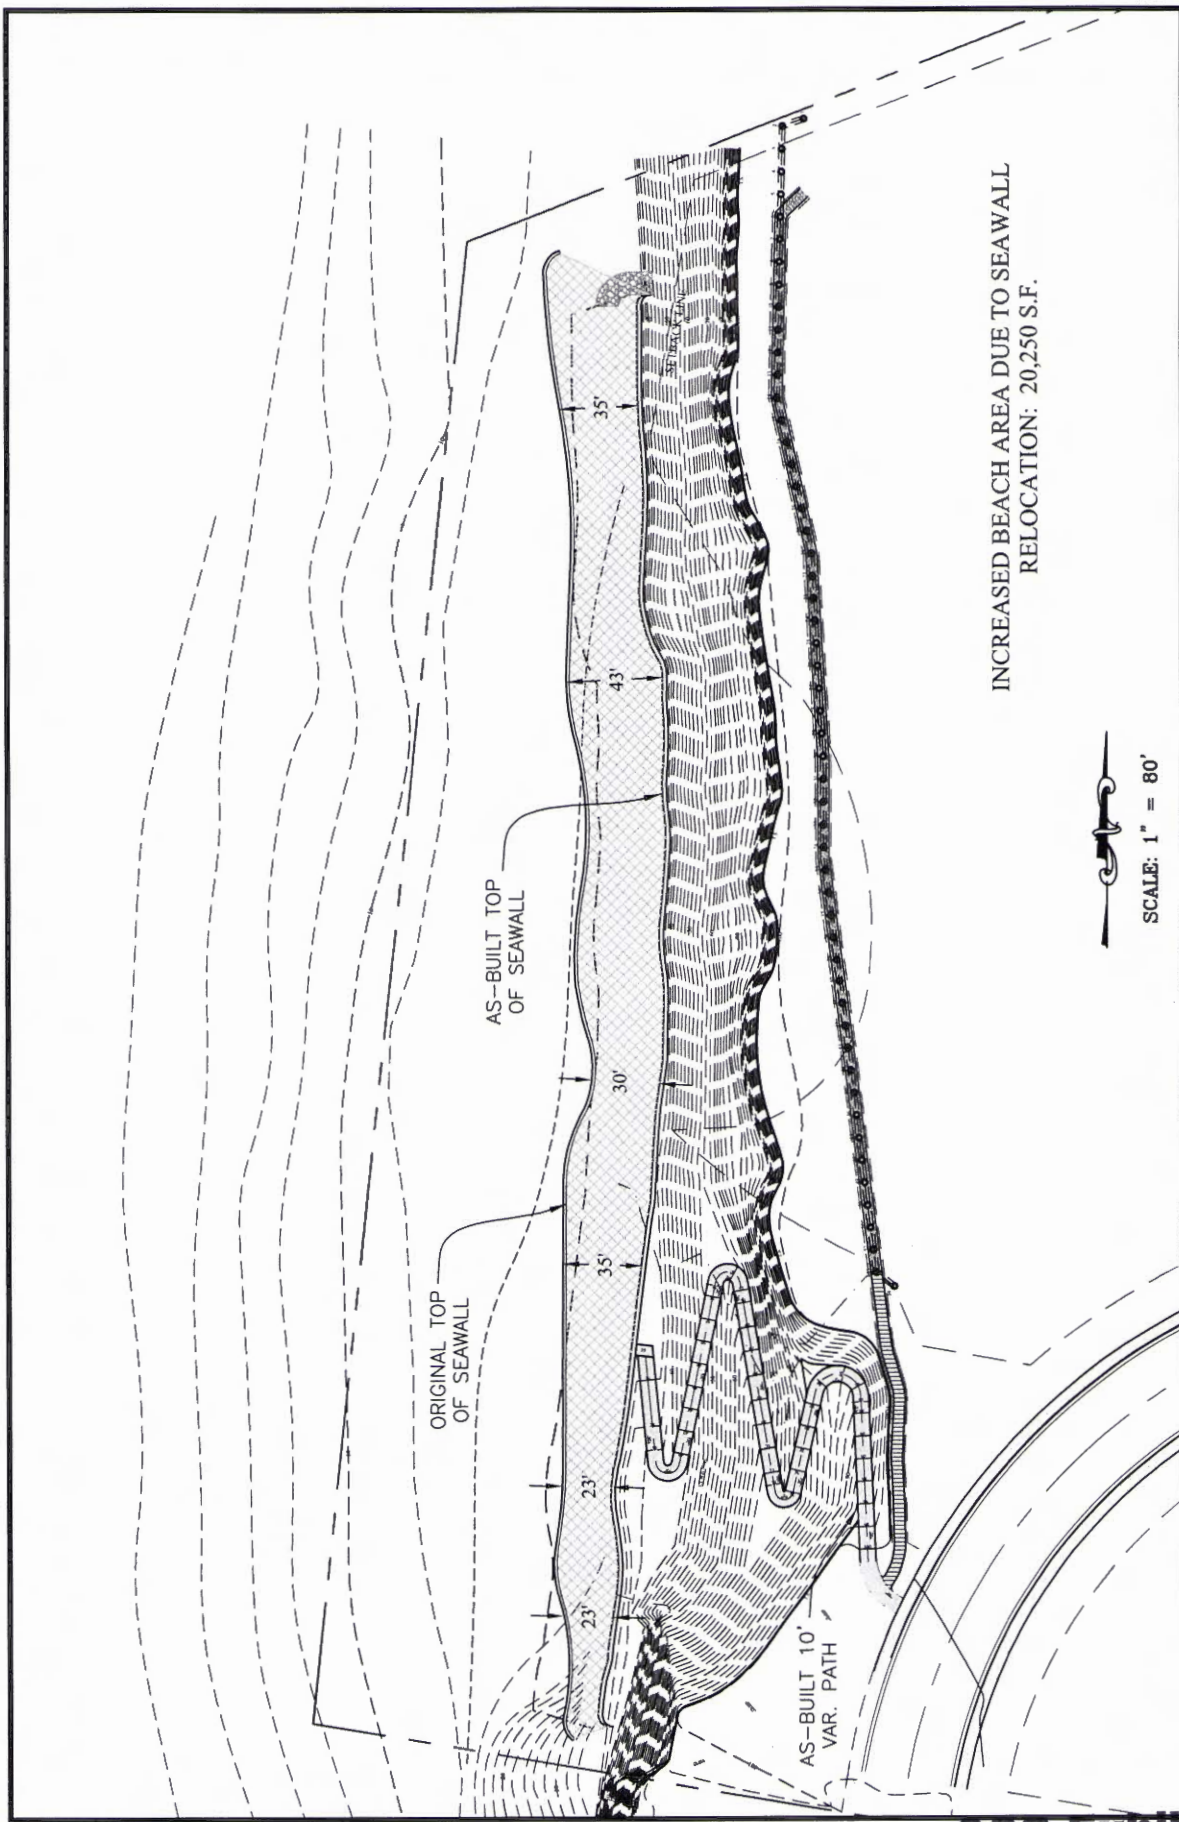 ORIGINAL TOP
OF SEAWALL
AS-BUILT TOP
OF SEAWALL
23'
23'
35'
30'
43'
35'
SETBACK LINE
AS-BUILT 10'
VAR. PATH
INCREASED BEACH AREA DUE TO SEAWALL
RELOCATION: 20,250 S.F.
SCALE: 1" = 80'